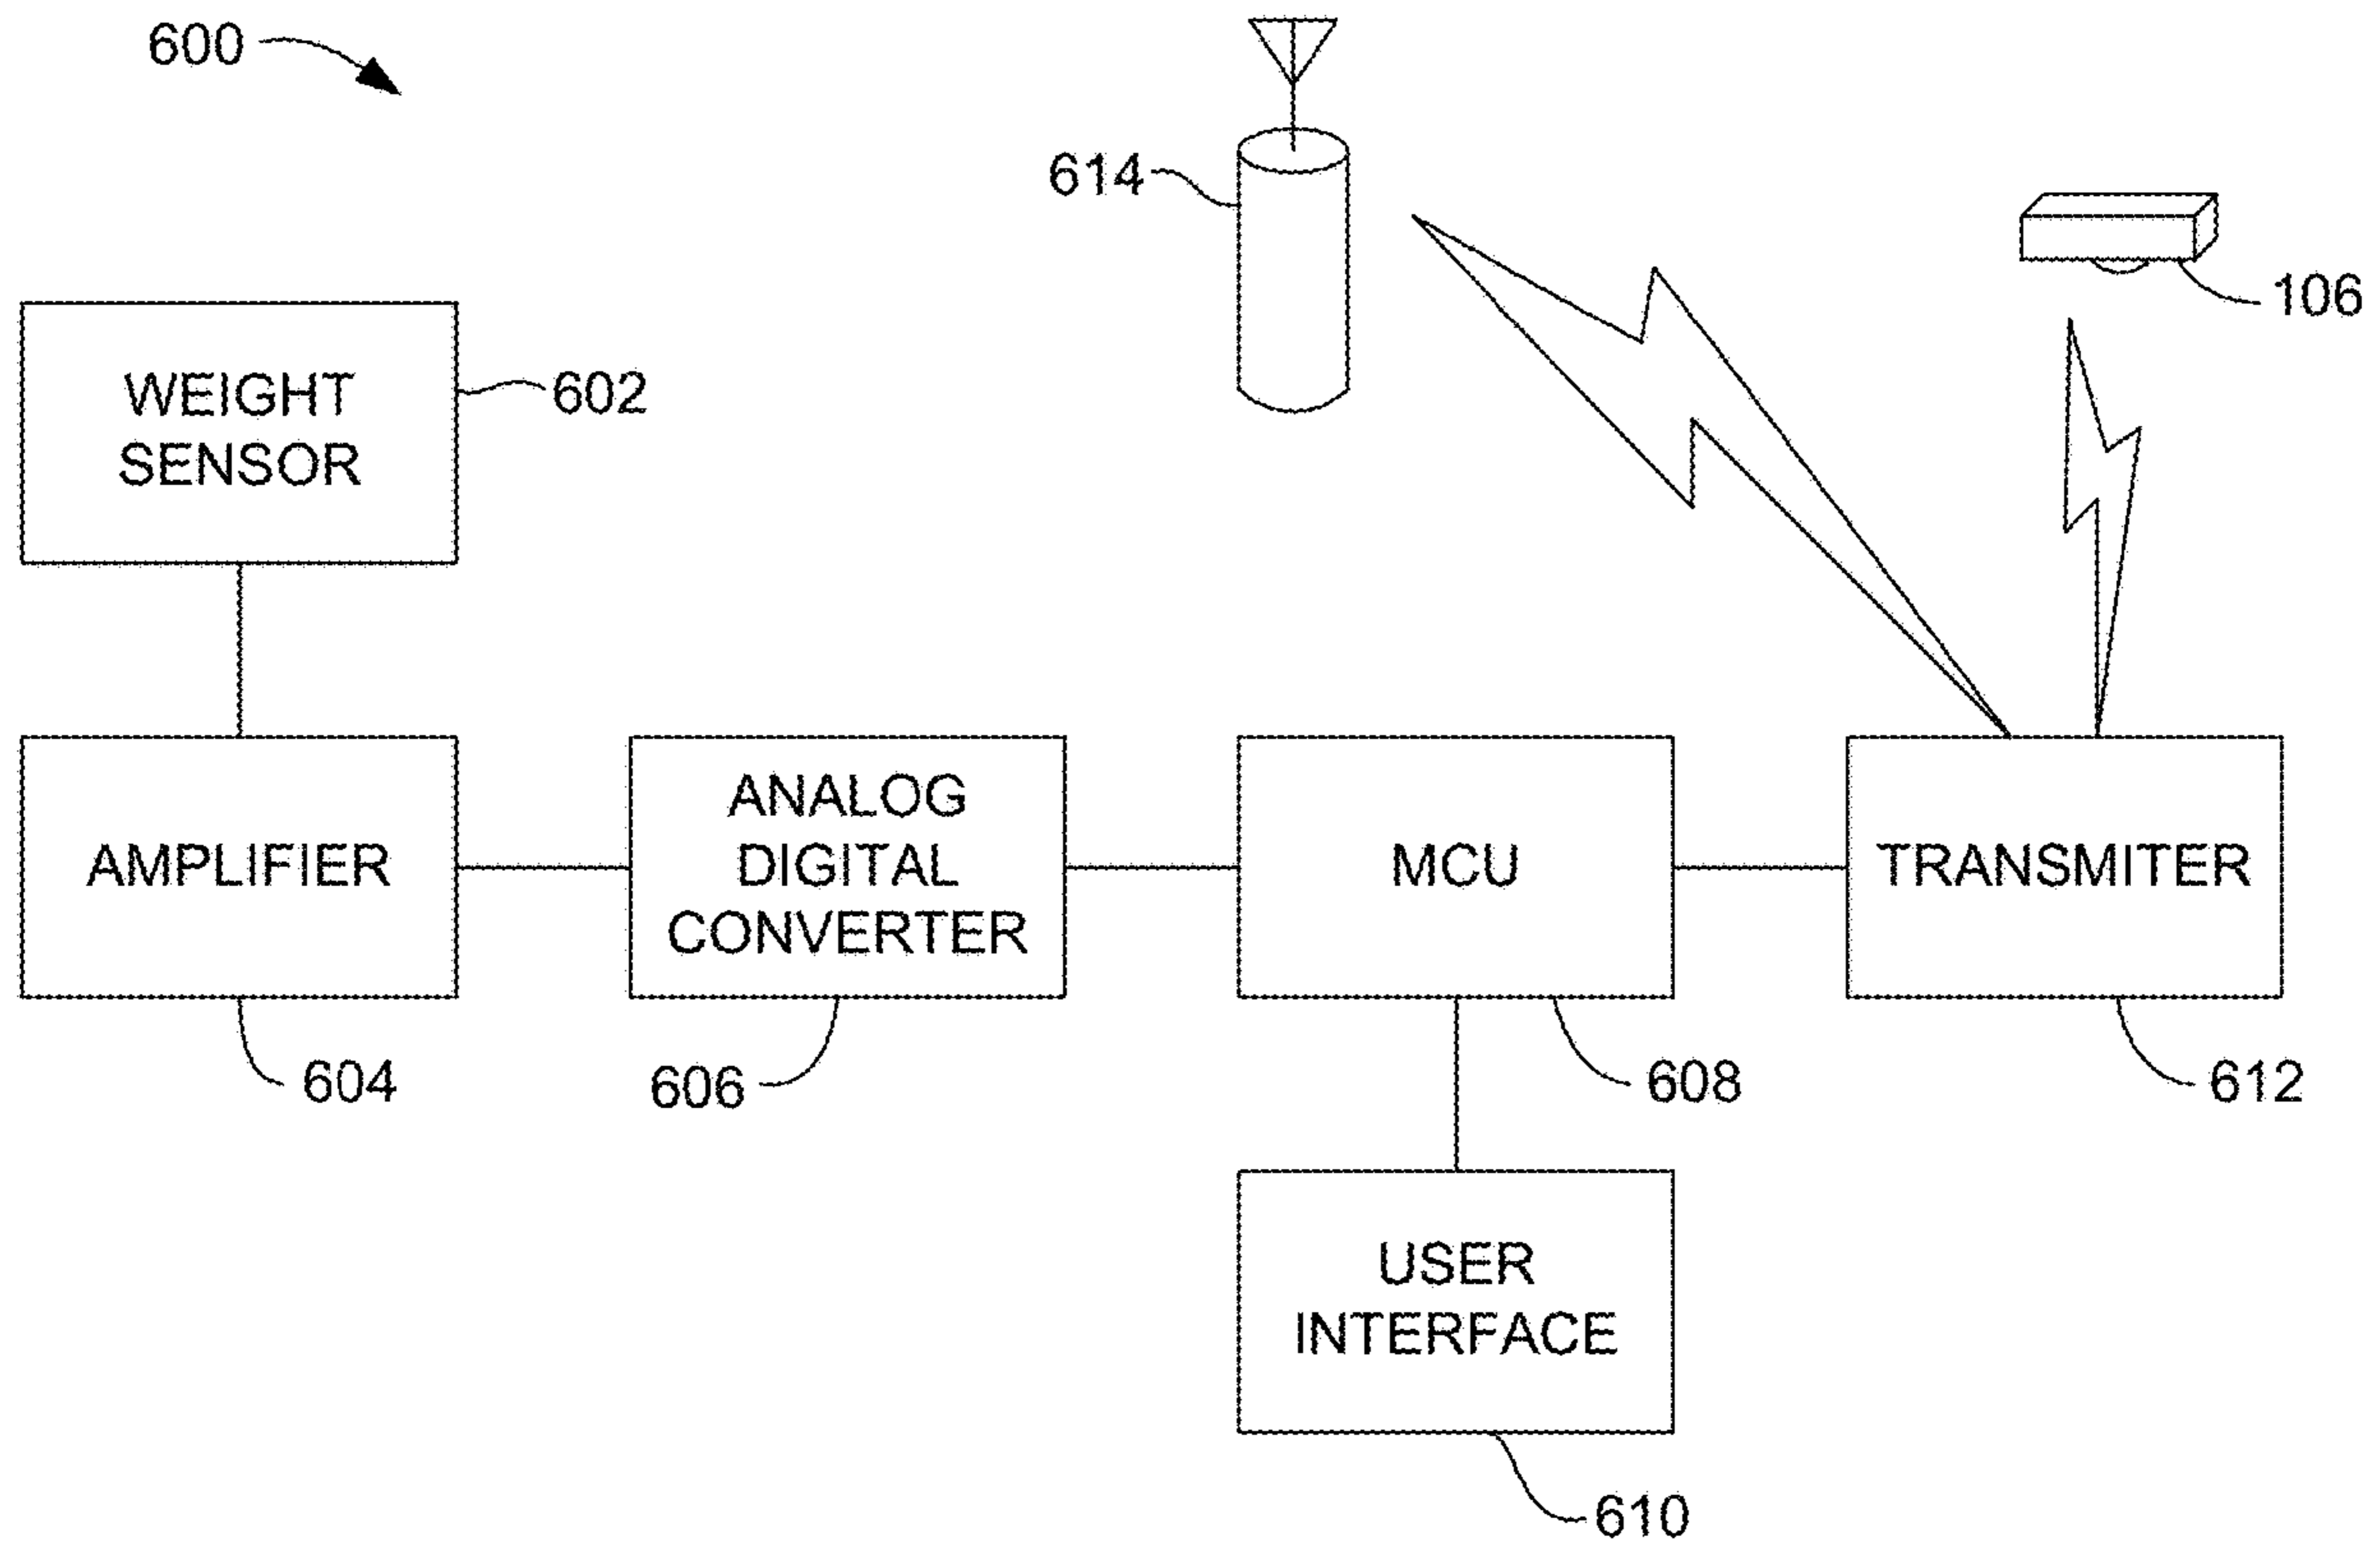 600
614
106
WEIGHT
SENSOR
602
AMPLIFIER
ANALOG
DIGITAL
CONVERTER
MCU
TRANSMITER
604
606
608
612
USER
INTERFACE
610